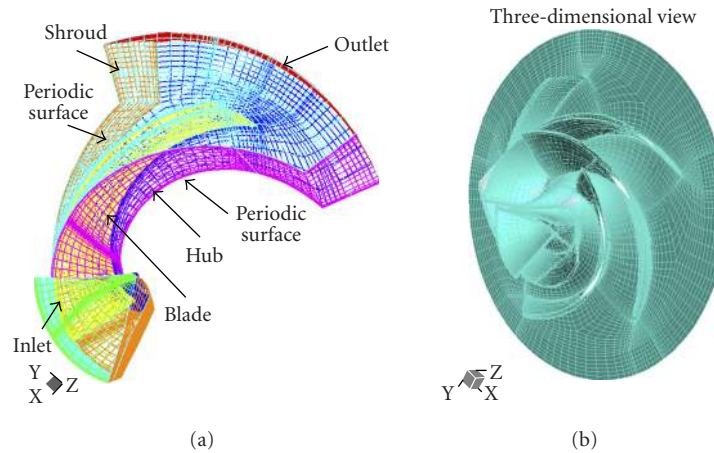 Shroud
Outlet
Periodic
surface
Periodic
surface
Hub
Blade
Inlet
Y
Z
X
(a)
Three-dimensional view
Z
Y
X
(b)